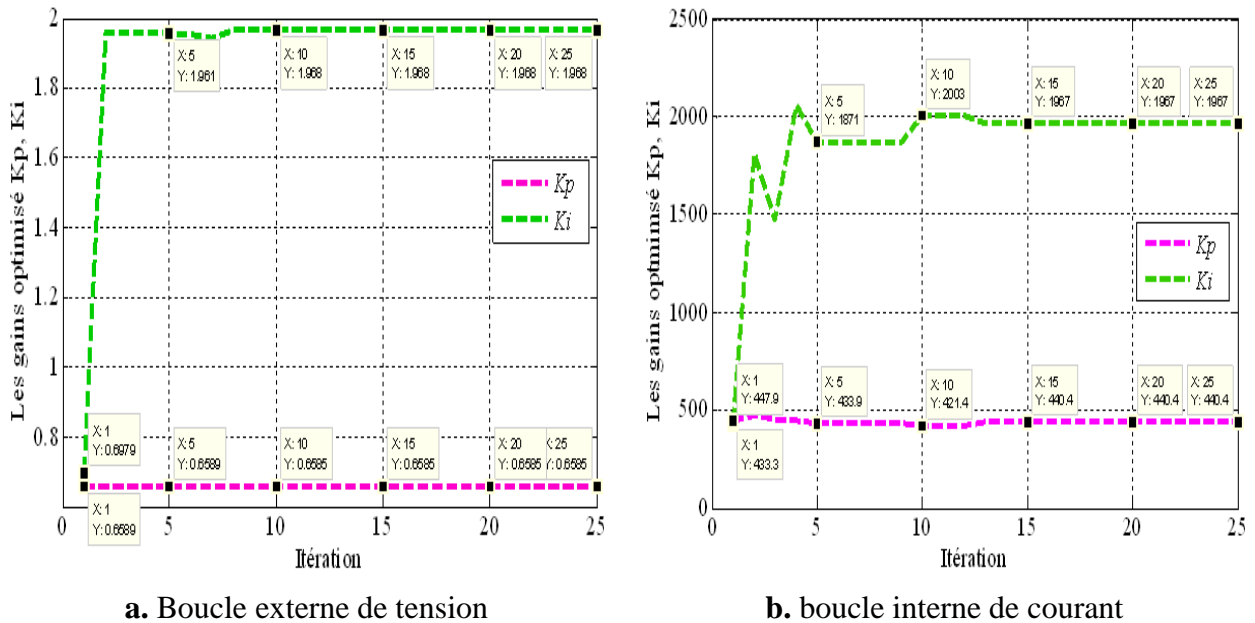 Les gains optimisé Kp, Ki
2
1.8
1.6
1.4
1.2
1
0.8
X: 5
Y: 1.961
X: 10
Y: 1.968
X: 15
Y: 1.968
X: 20
Y: 1.968
X: 25
Y: 1.968
Kp
Ki
X: 1
Y: 0.6979
X: 5
Y: 0.6589
X: 10
Y: 0.6585
X: 15
Y: 0.6585
X: 20
Y: 0.6585
X: 25
Y: 0.6585
X: 1
Y: 0.6589
0 5 10 15 20 25
Itération
a. Boucle externe de tension
Les gains optmimisé Kp, Ki
2500
2000
1500
1000
500
0
X: 5
Y: 1871
X: 10
Y: 2003
X: 15
Y: 1967
X: 20
Y: 1967
X: 25
Y: 1967
Kp
Ki
X: 1
Y: 447.9
X: 5
Y: 433.9
X: 10
Y: 421.4
X: 15
Y: 440.4
X: 20
Y: 440.4
X: 25
Y: 440.4
X: 1
Y: 433.3
0 5 10 15 20 25
Itération
b. boucle interne de courant